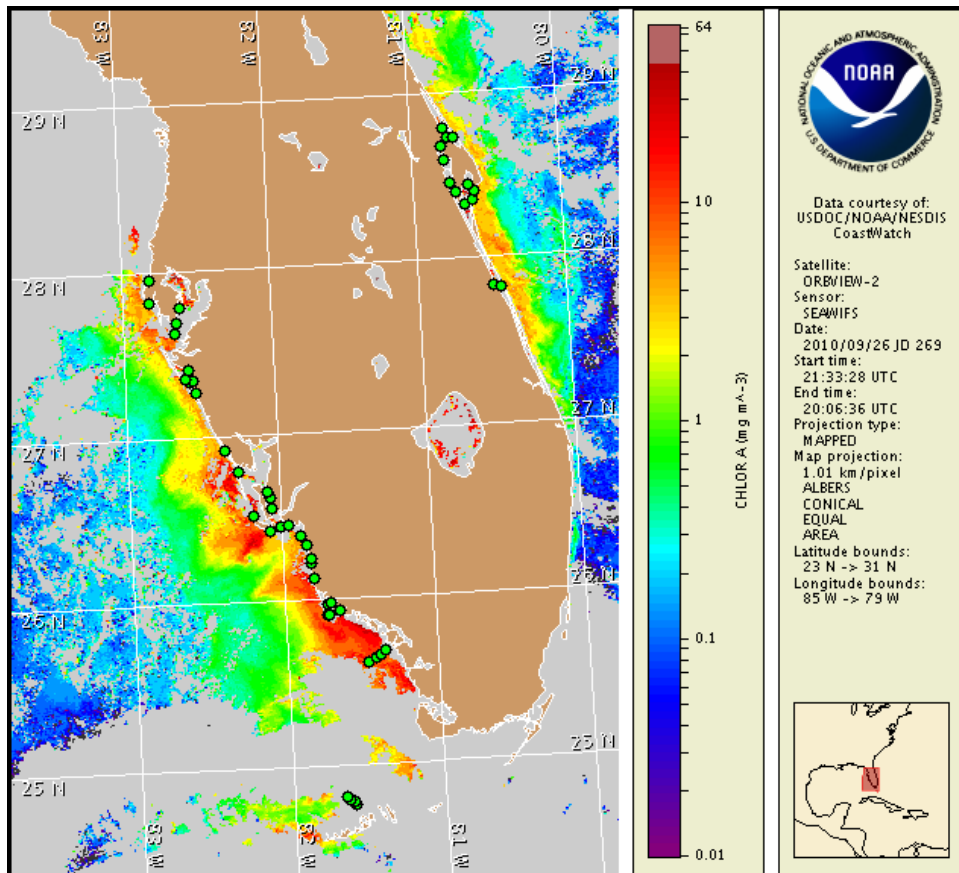 83 W
82 W
81 W
80 W
29 N
29 N
28 N
28 N
27 N
27 N
26 N
26 N
25 N
25 N
83 W
82 W
81 W
64
10
1
0.1
0.01
CHLOR A (mg m^-3)
NATIONAL OCEANIC AND ATMOSPHERIC ADMINISTRATION
NOAA
U.S. DEPARTMENT OF COMMERCE
Data courtesy of:
USDOC/NOAA/NESDIS
CoastWatch
Satellite:
ORBVIEW-2
Sensor:
SEAWIFS
Date:
2010/09/26 JD 269
Start time:
21:33:28 UTC
End time:
20:06:36 UTC
Projection type:
MAPPED
Map projection:
1.01 km/pixel
ALBERS
CONICAL
EQUAL
AREA
Latitude bounds:
23 N -> 31 N
Longitude bounds:
85 W -> 79 W